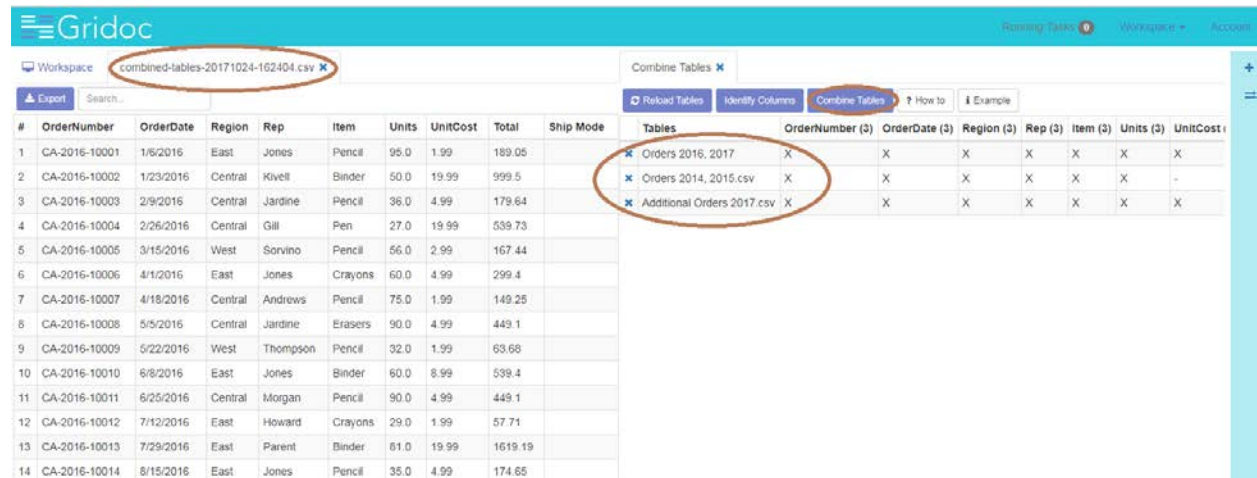 Gridoc
Running Tasks 0 Workspace Account
Workspace combined-tables-20171024-162404.csv ×
Combine Tables ×
Export Search...
Reload Tables Identify Columns Combine Tables ? How to i Example
# OrderNumber OrderDate Region Rep Item Units UnitCost Total Ship Mode
1 CA-2016-10001 1/6/2016 East Jones Pencil 95.0 1.99 189.05
2 CA-2016-10002 1/23/2016 Central Kivell Binder 50.0 19.99 999.5
3 CA-2016-10003 2/9/2016 Central Jardine Pencil 36.0 4.99 179.64
4 CA-2016-10004 2/26/2016 Central Gill Pen 27.0 19.99 539.73
5 CA-2016-10005 3/15/2016 West Sorvino Pencil 56.0 2.99 167.44
6 CA-2016-10006 4/1/2016 East Jones Crayons 60.0 4.99 299.4
7 CA-2016-10007 4/18/2016 Central Andrews Pencil 75.0 1.99 149.25
8 CA-2016-10008 5/5/2016 Central Jardine Erasers 90.0 4.99 449.1
9 CA-2016-10009 5/22/2016 West Thompson Pencil 32.0 1.99 63.68
10 CA-2016-10010 6/8/2016 East Jones Binder 60.0 8.99 539.4
11 CA-2016-10011 6/25/2016 Central Morgan Pencil 90.0 4.99 449.1
12 CA-2016-10012 7/12/2016 East Howard Crayons 29.0 1.99 57.71
13 CA-2016-10013 7/29/2016 East Parent Binder 81.0 19.99 1619.19
14 CA-2016-10014 8/15/2016 East Jones Pencil 35.0 4.99 174.65
Tables OrderNumber (3) OrderDate (3) Region (3) Rep (3) Item (3) Units (3) UnitCost (
× Orders 2016, 2017 X X X X X X X
× Orders 2014, 2015.csv X X X X X X -
× Additional Orders 2017.csv X X X X X X X